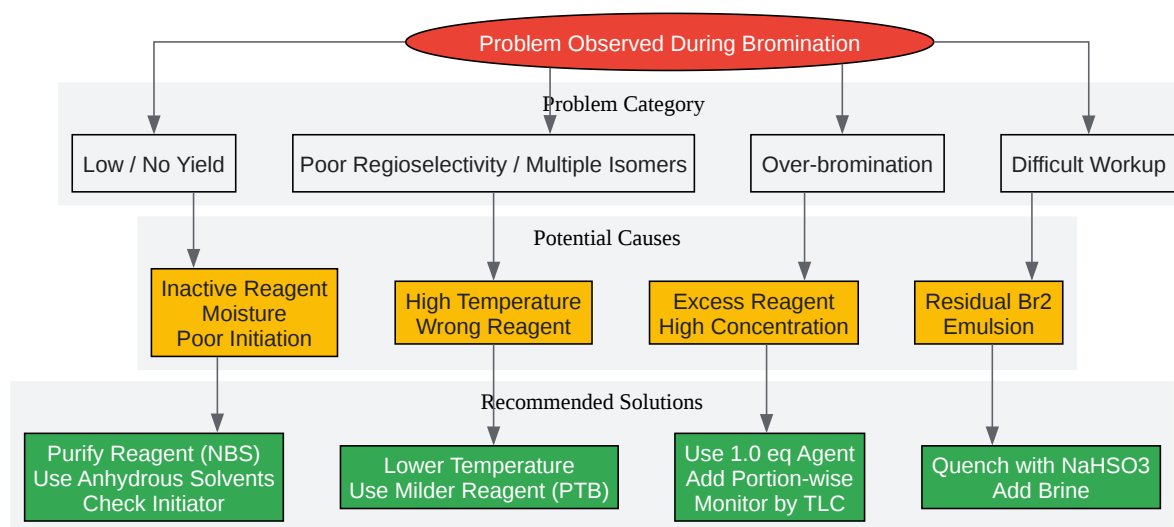 Problem Observed During Bromination
Problem Category
Low / No Yield
Poor Regioselectivity / Multiple Isomers
Over-bromination
Difficult Workup
Potential Causes
Inactive Reagent
Moisture
Poor Initiation
High Temperature
Wrong Reagent
Excess Reagent
High Concentration
Residual Br2
Emulsion
Recommended Solutions
Purify Reagent (NBS)
Use Anhydrous Solvents
Check Initiator
Lower Temperature
Use Milder Reagent (PTB)
Use 1.0 eq Agent
Add Portion-wise
Monitor by TLC
Quench with NaHSO3
Add Brine